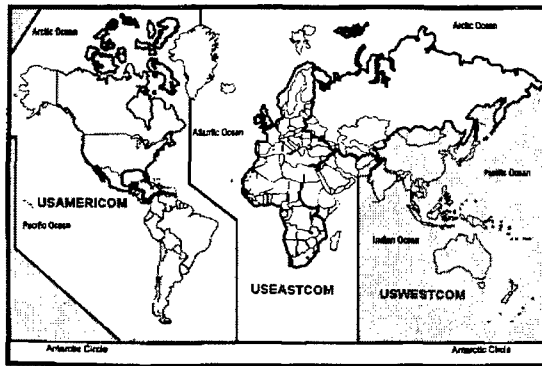 Arctic Ocean
Arctic Ocean
Atlantic Ocean
Pacific Ocean
USAMERICOM
Pacific Ocean
Indian Ocean
USEASTCOM
USWESTCOM
Antarctic Circle
Antarctic Circle